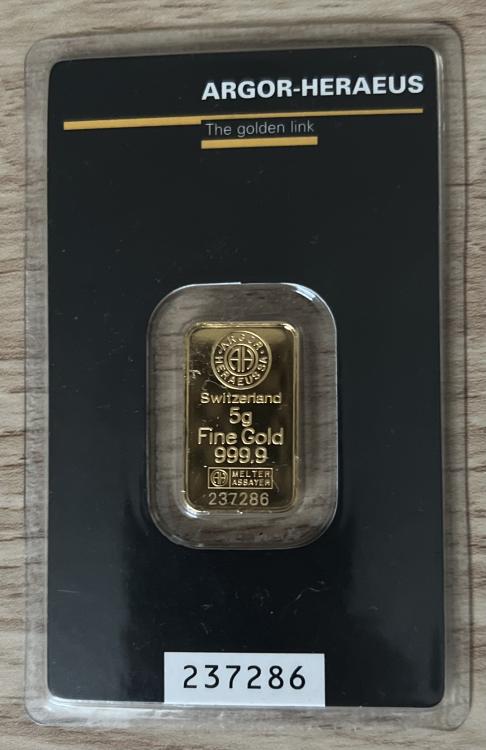 ARGOR-HERAEUS
The golden link
ARGOR
HERAEUS SA
AH
Switzerland
5g
Fine Gold
999.9
AH MELTER
ASSAYER
237286
237286